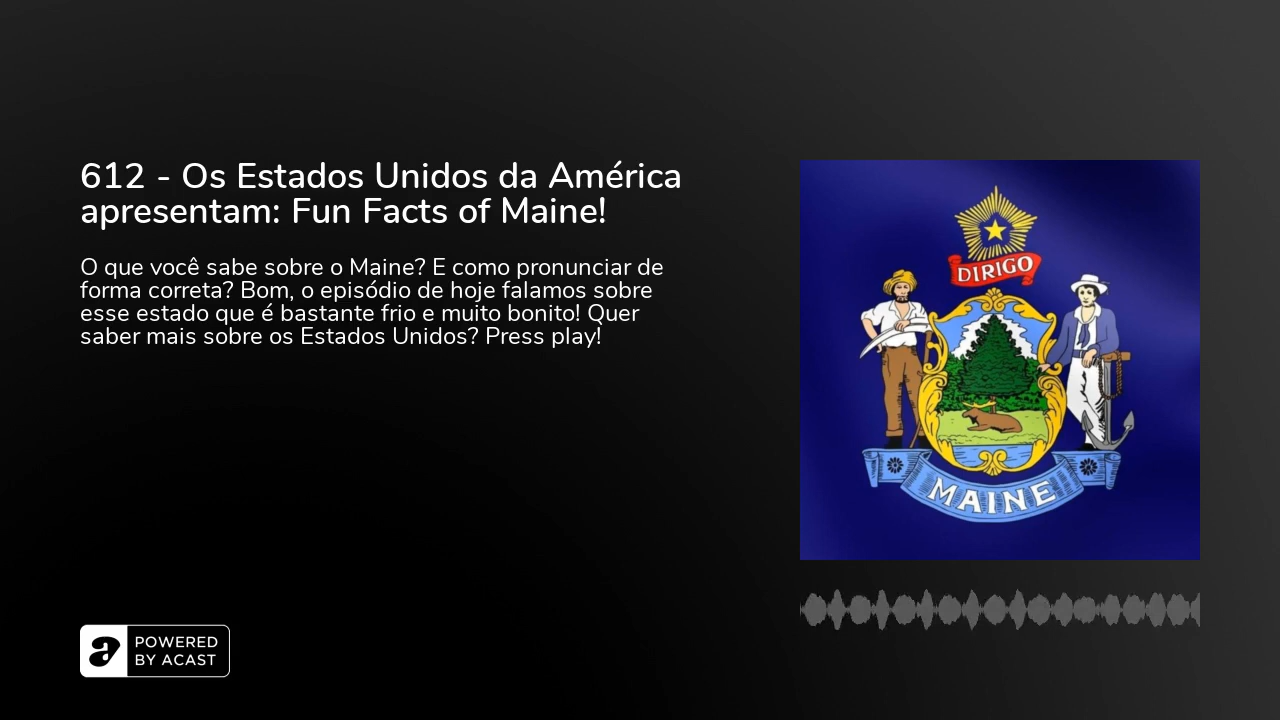 612 - Os Estados Unidos da América
apresentam: Fun Facts of Maine!
O que você sabe sobre o Maine? E como pronunciar de
forma correta? Bom, o episódio de hoje falamos sobre
esse estado que é bastante frio e muito bonito! Quer
saber mais sobre os Estados Unidos? Press play!
DIRIGO
MAINE
POWERED
BY ACAST